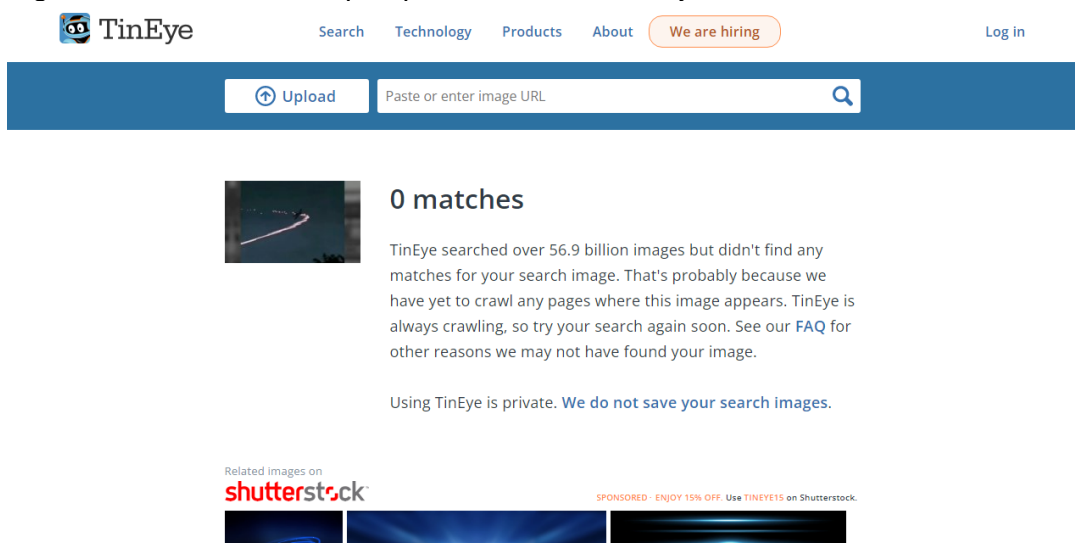 TinEye
Search Technology Products About We are hiring Log in
Upload Paste or enter image URL
0 matches
TinEye searched over 56.9 billion images but didn't find any
matches for your search image. That's probably because we
have yet to crawl any pages where this image appears. TinEye is
always crawling, so try your search again soon. See our FAQ for
other reasons we may not have found your image.
Using TinEye is private. We do not save your search images.
Related images on
shutterstock
SPONSORED · ENJOY 15% OFF. Use TINEYE15 on Shutterstock.